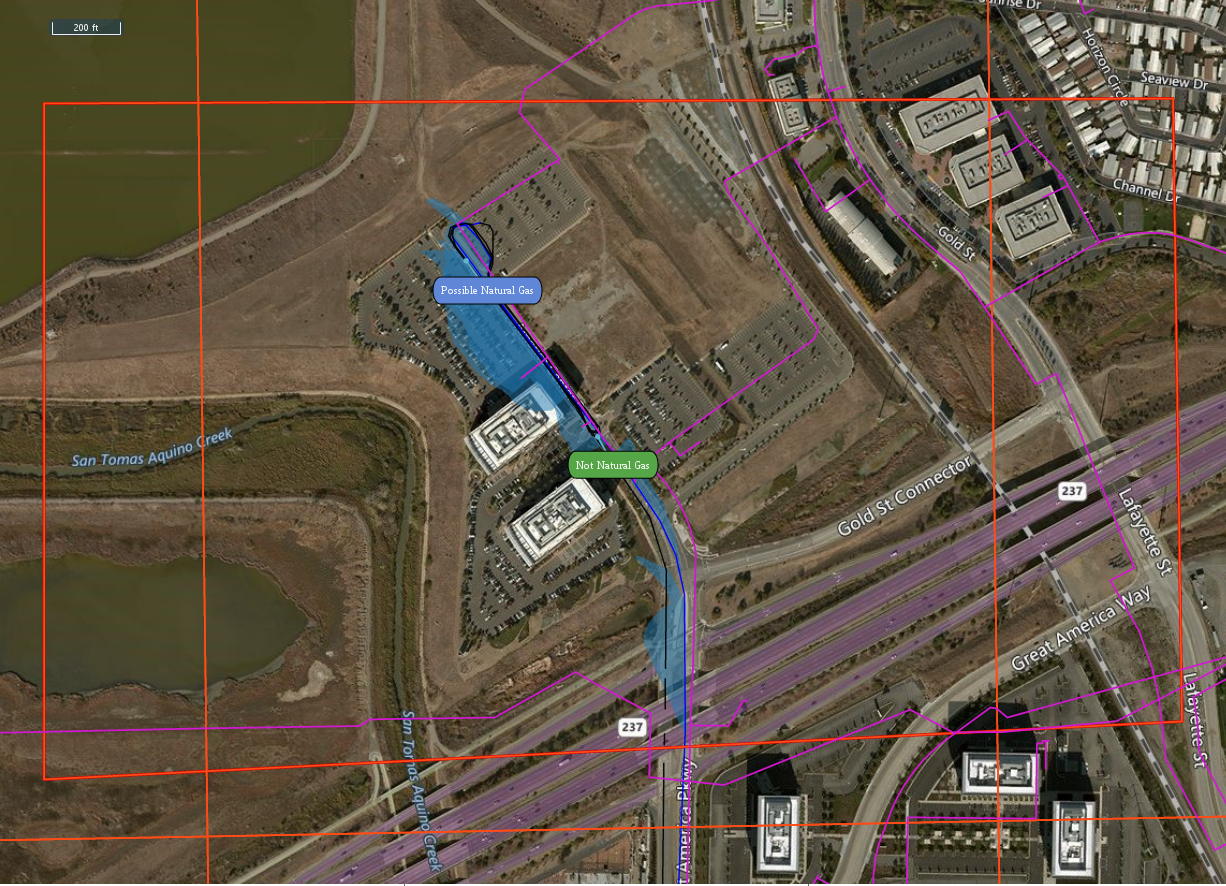 200 ft
Horizon Circle
Seaview Dr
Channel Dr
Gold St
Possible Natural Gas
San Tomas Aquino Creek
Not Natural Gas
237
Gold St Connector
Lafayette St
Great America Way
237
Lafayette St
San Tomas Aquino Creek
America Pkwy